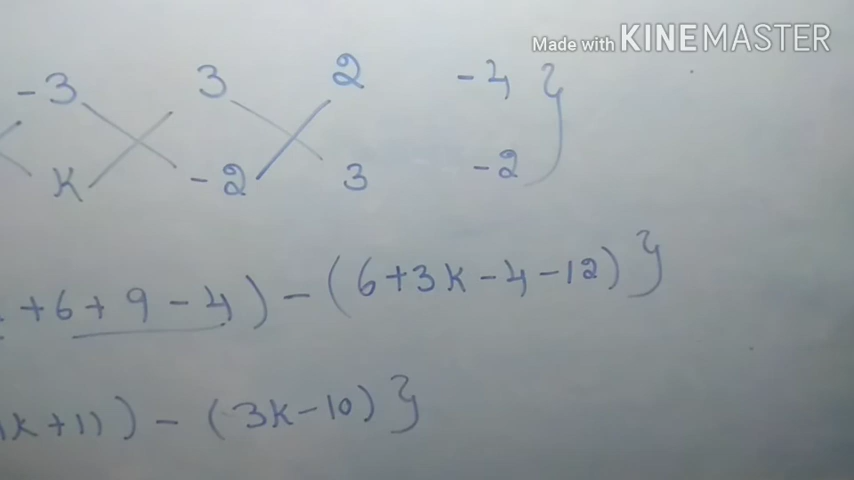 Made with KINEMASTER
-3 3 2 -4 }
K -2 3 -2
+6+9-4) - (6+3K-4-12)}
K+11) - (3K-10)}